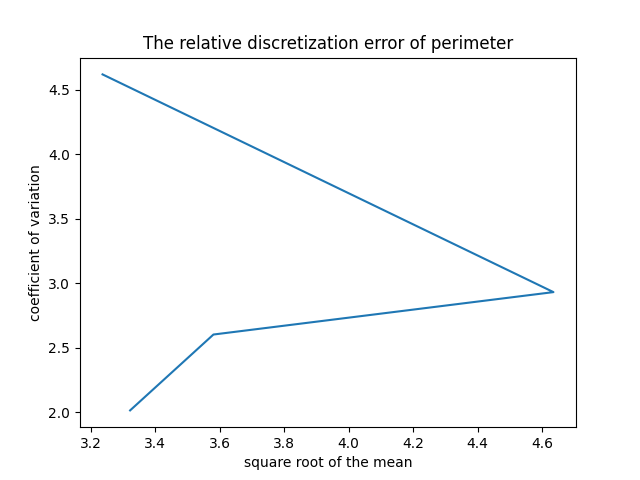 The relative discretization error of perimeter
coefficient of variation
4.5
4.0
3.5
3.0
2.5
2.0
3.2 3.4 3.6 3.8 4.0 4.2 4.4 4.6
square root of the mean